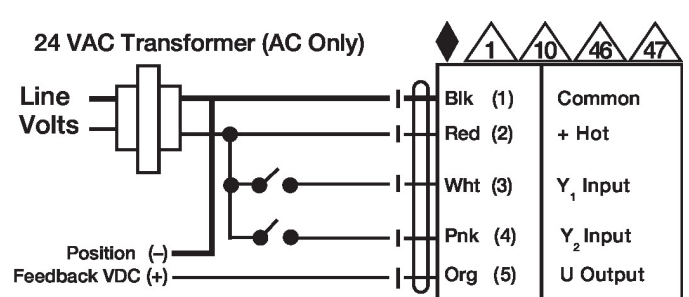 24 VAC Transformer (AC Only)
1 10 46 47
Line
Volts
Blk (1) Common
Red (2) + Hot
Wht (3) Y1 Input
Pnk (4) Y2 Input
Position (–)
Feedback VDC (+)
Org (5) U Output